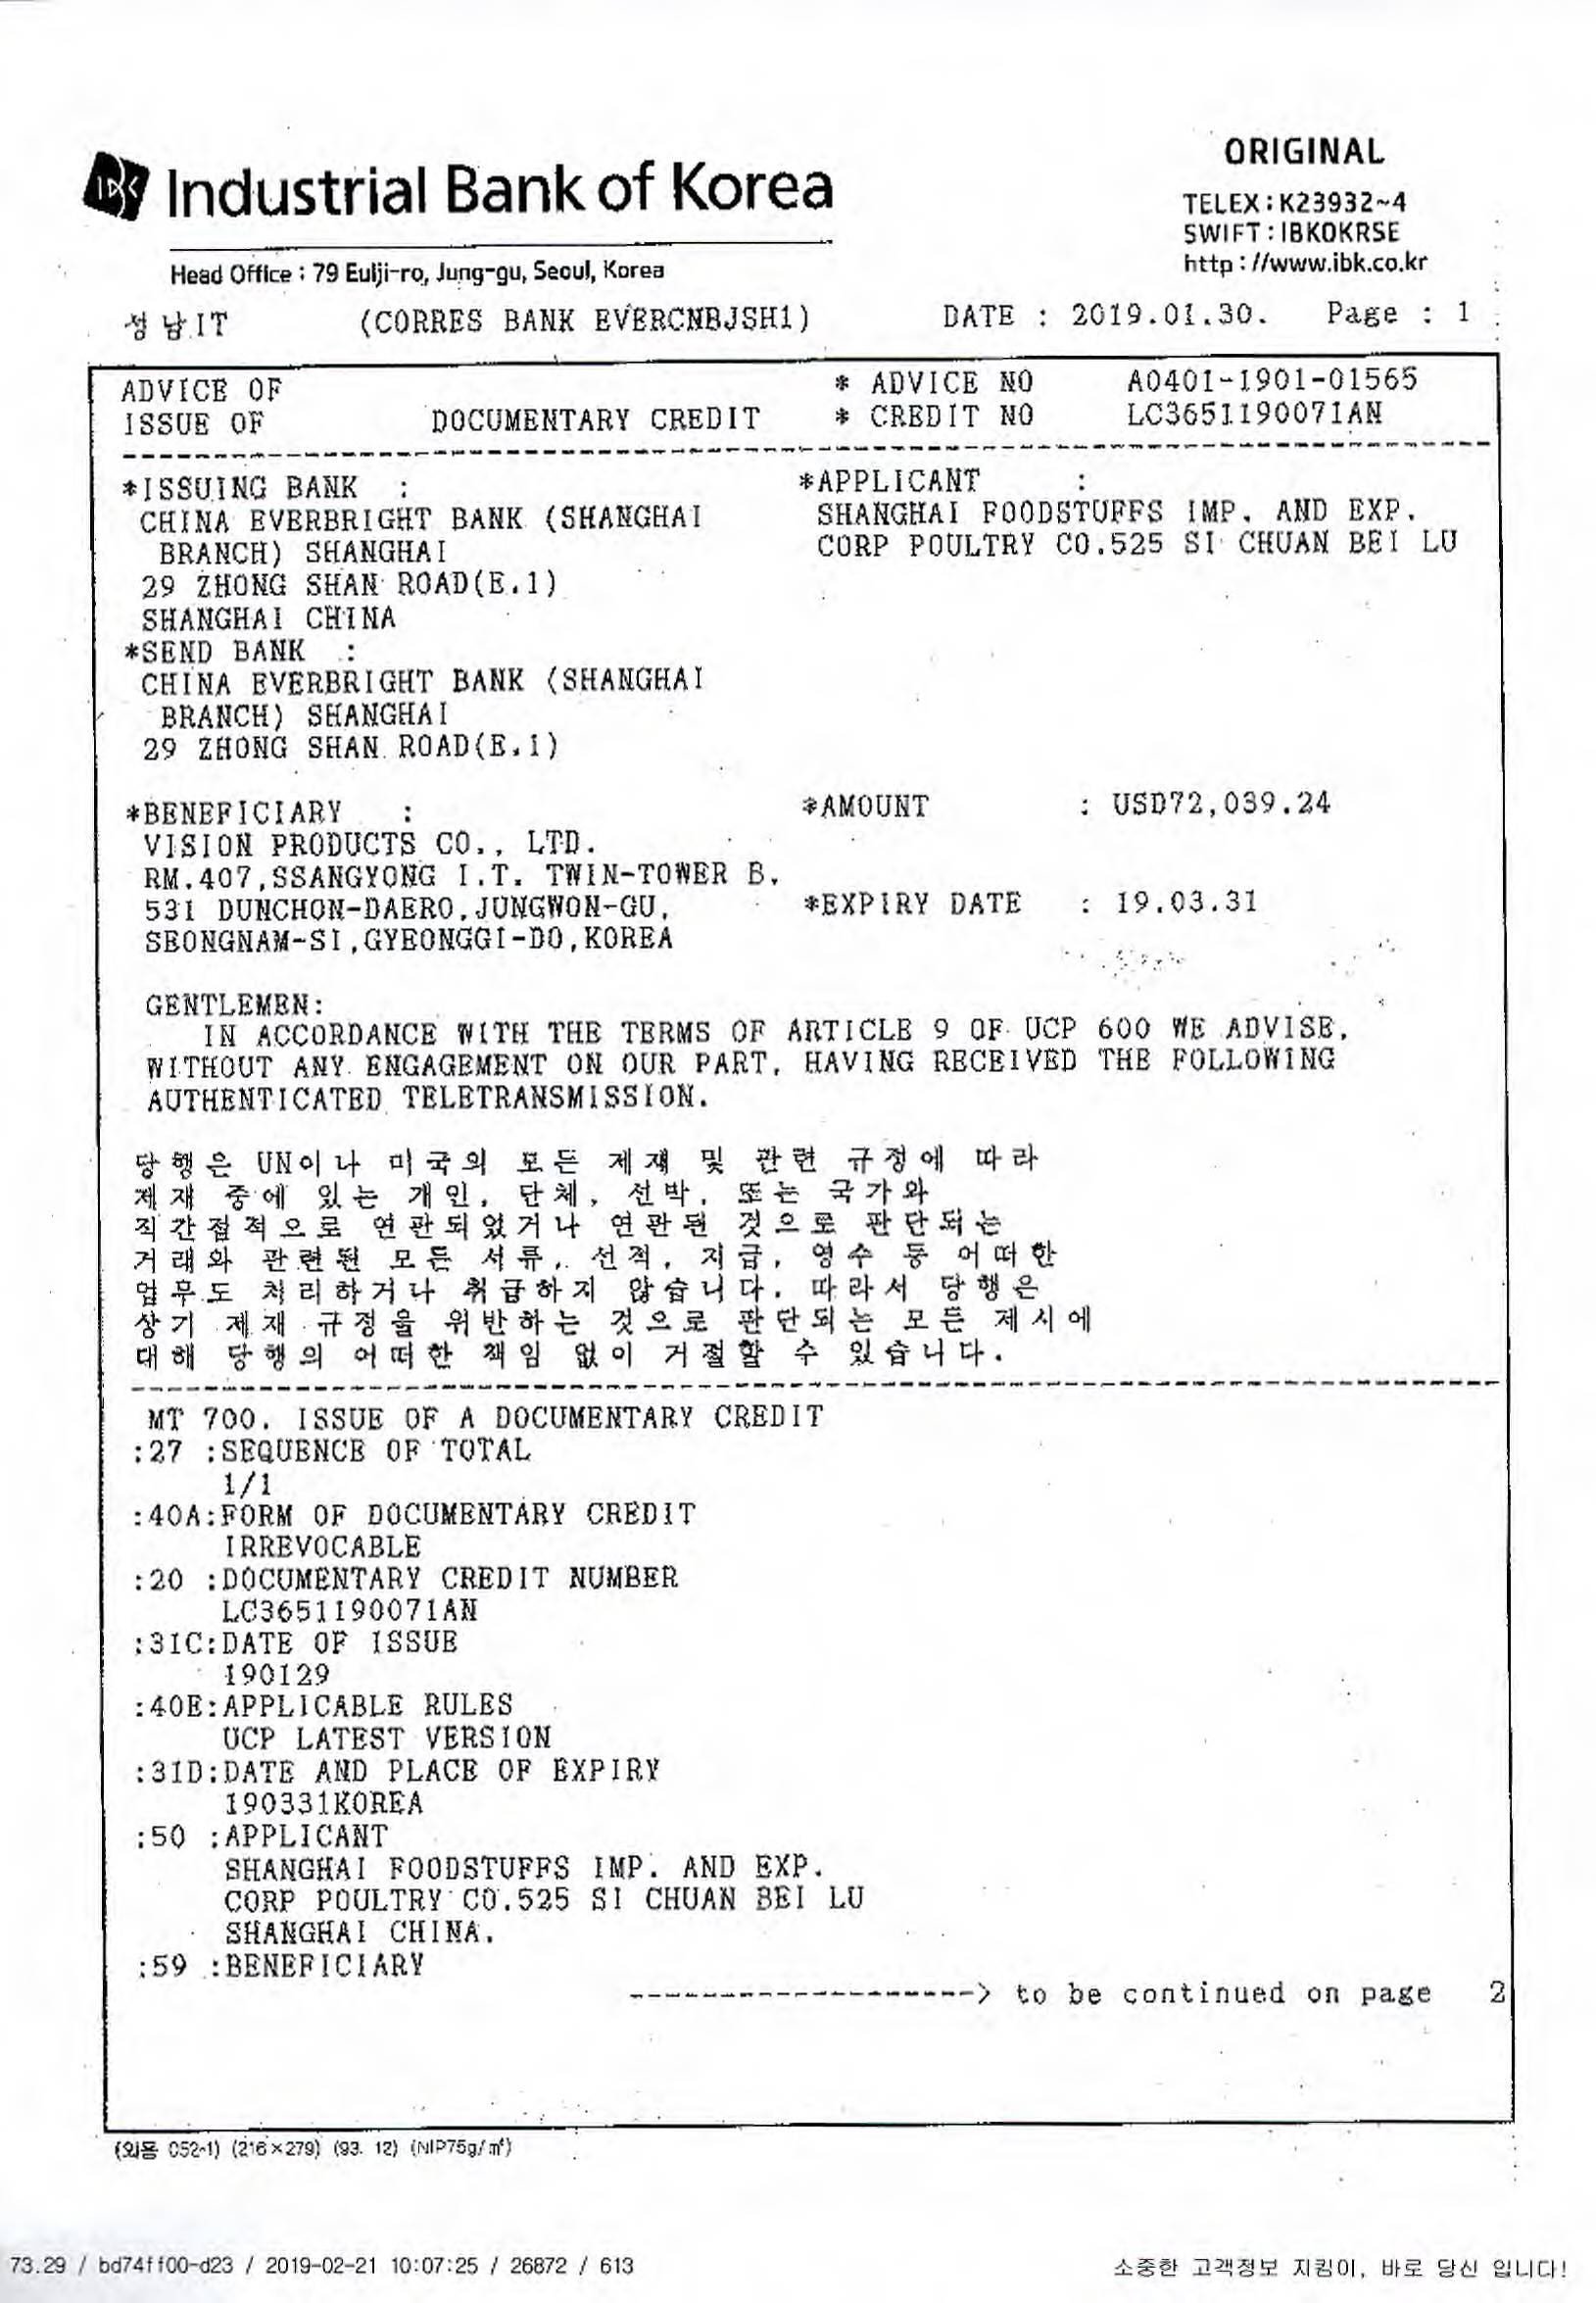 ORIGINAL
IBK Industrial Bank of Korea
TELEX : K23932~4
SWIFT : IBKOKRSE
http : //www.ibk.co.kr
Head Office : 79 Eulji-ro, Jung-gu, Seoul, Korea
성남IT (CORRES BANK EVERCNBJSH1) DATE : 2019.01.30. Page : 1
ADVICE OF * ADVICE NO A0401-1901-01565
ISSUE OF DOCUMENTARY CREDIT * CREDIT NO LC3651190071AN
*ISSUING BANK : *APPLICANT :
CHINA EVERBRIGHT BANK (SHANGHAI SHANGHAI FOODSTUFFS IMP. AND EXP.
BRANCH) SHANGHAI CORP POULTRY CO.525 SI CHUAN BEI LU
29 ZHONG SHAN ROAD(E.1)
SHANGHAI CHINA
*SEND BANK :
CHINA EVERBRIGHT BANK (SHANGHAI
BRANCH) SHANGHAI
29 ZHONG SHAN ROAD(E.1)
*BENEFICIARY : *AMOUNT : USD72,039.24
VISION PRODUCTS CO., LTD.
RM.407,SSANGYONG I.T. TWIN-TOWER B,
531 DUNCHON-DAERO,JUNGWON-GU, *EXPIRY DATE : 19.03.31
SEONGNAM-SI,GYEONGGI-DO,KOREA
GENTLEMEN:
IN ACCORDANCE WITH THE TERMS OF ARTICLE 9 OF UCP 600 WE ADVISE,
WITHOUT ANY ENGAGEMENT ON OUR PART, HAVING RECEIVED THE FOLLOWING
AUTHENTICATED TELETRANSMISSION.
당행은 UN이나 미국의 모든 제재 및 관련 규정에 따라
제재 중에 있는 개인, 단체, 선박, 또는 국가와
직간접적으로 연관되었거나 연관된 것으로 판단되는
거래와 관련된 모든 서류, 선적, 지급, 영수 등 어떠한
업무도 처리하거나 취급하지 않습니다. 따라서 당행은
상기 제재 규정을 위반하는 것으로 판단되는 모든 제시에
대해 당행의 어떠한 책임 없이 거절할 수 있습니다.
MT 700. ISSUE OF A DOCUMENTARY CREDIT
:27 :SEQUENCE OF TOTAL
1/1
:40A:FORM OF DOCUMENTARY CREDIT
IRREVOCABLE
:20 :DOCUMENTARY CREDIT NUMBER
LC3651190071AN
:31C:DATE OF ISSUE
190129
:40E:APPLICABLE RULES
UCP LATEST VERSION
:31D:DATE AND PLACE OF EXPIRY
190331KOREA
:50 :APPLICANT
SHANGHAI FOODSTUFFS IMP. AND EXP.
CORP POULTRY CO.525 SI CHUAN BEI LU
SHANGHAI CHINA.
:59 :BENEFICIARY
-------------------> to be continued on page 2
(외용 052-1) (216×279) (93. 12) (NIP75g/㎡)
73.29 / bd74ff00-d23 / 2019-02-21 10:07:25 / 26872 / 613 소중한 고객정보 지킴이, 바로 당신 입니다!